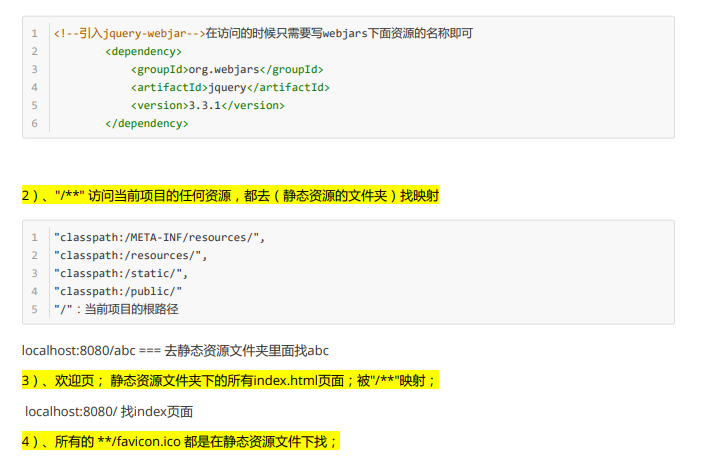 1 <!--引入jquery-webjar-->在访问的时候只需要写webjars下面资源的名称即可
2 <dependency>
3 <groupId>org.webjars</groupId>
4 <artifactId>jquery</artifactId>
5 <version>3.3.1</version>
6 </dependency>
2）、"/**" 访问当前项目的任何资源，都去（静态资源的文件夹）找映射
1 "classpath:/META-INF/resources/",
2 "classpath:/resources/",
3 "classpath:/static/",
4 "classpath:/public/"
5 "/"：当前项目的根路径
localhost:8080/abc === 去静态资源文件夹里面找abc
3）、欢迎页； 静态资源文件夹下的所有index.html页面；被"/**"映射；
localhost:8080/ 找index页面
4）、所有的 **/favicon.ico 都是在静态资源文件下找；